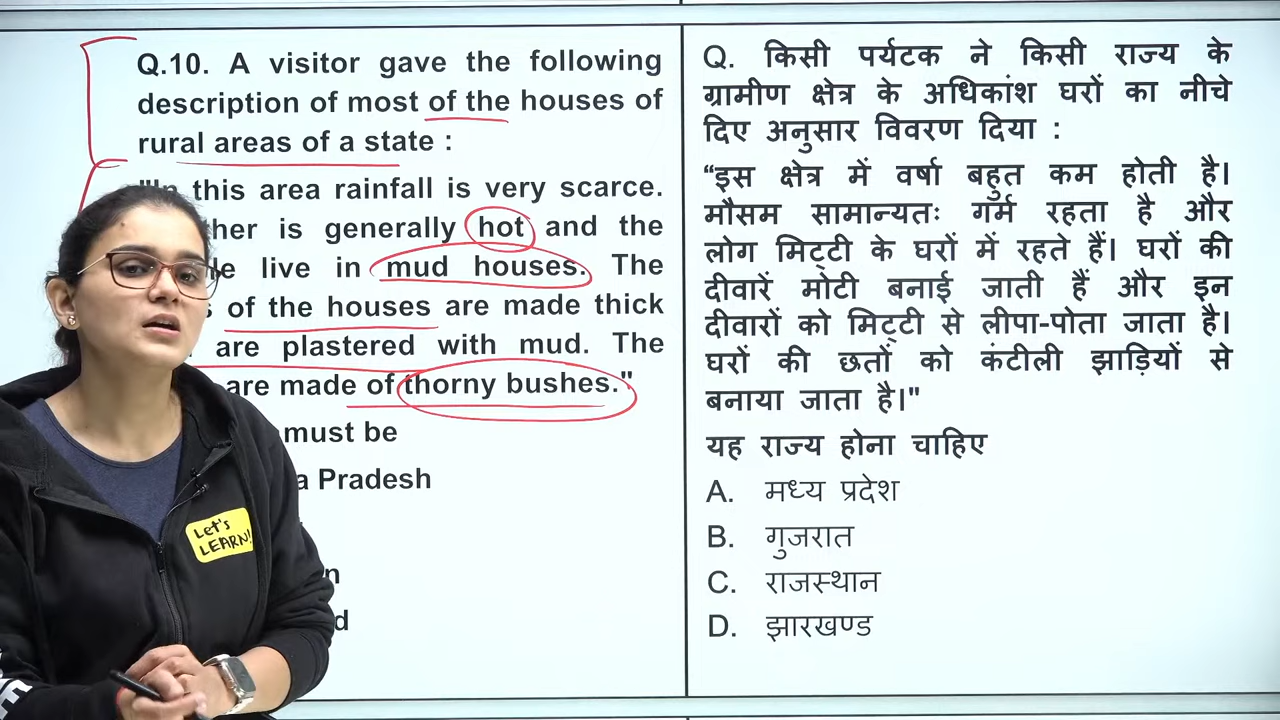 Q.10. A visitor gave the following
description of most of the houses of
rural areas of a state :
"In this area rainfall is very scarce.
is generally hot and the
live in mud houses. The
of the houses are made thick
are plastered with mud. The
are made of thorny bushes."
must be
Pradesh
Let's
LEARN!
Q. किसी पर्यटक ने किसी राज्य के
ग्रामीण क्षेत्र के अधिकांश घरों का नीचे
दिए अनुसार विवरण दिया :
“इस क्षेत्र में वर्षा बहुत कम होती है।
मौसम सामान्यतः गर्म रहता है और
लोग मिट्टी के घरों में रहते हैं। घरों की
दीवारें मोटी बनाई जाती हैं और इन
दीवारों को मिट्टी से लीपा-पोता जाता है।
घरों की छतों को कंटीली झाड़ियों से
बनाया जाता है।"
यह राज्य होना चाहिए
A. मध्य प्रदेश
B. गुजरात
C. राजस्थान
D. झारखण्ड